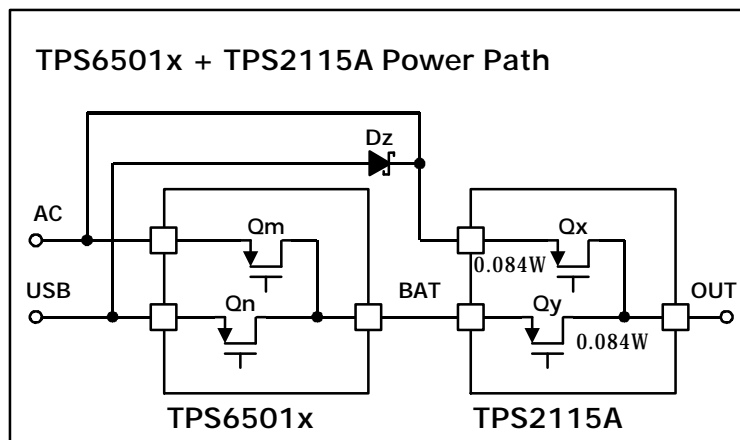 TPS6501x + TPS2115A Power Path
Dz
AC
Qm
Qx
0.084W
USB
Qn
BAT
Qy
OUT
0.084W
TPS6501x
TPS2115A